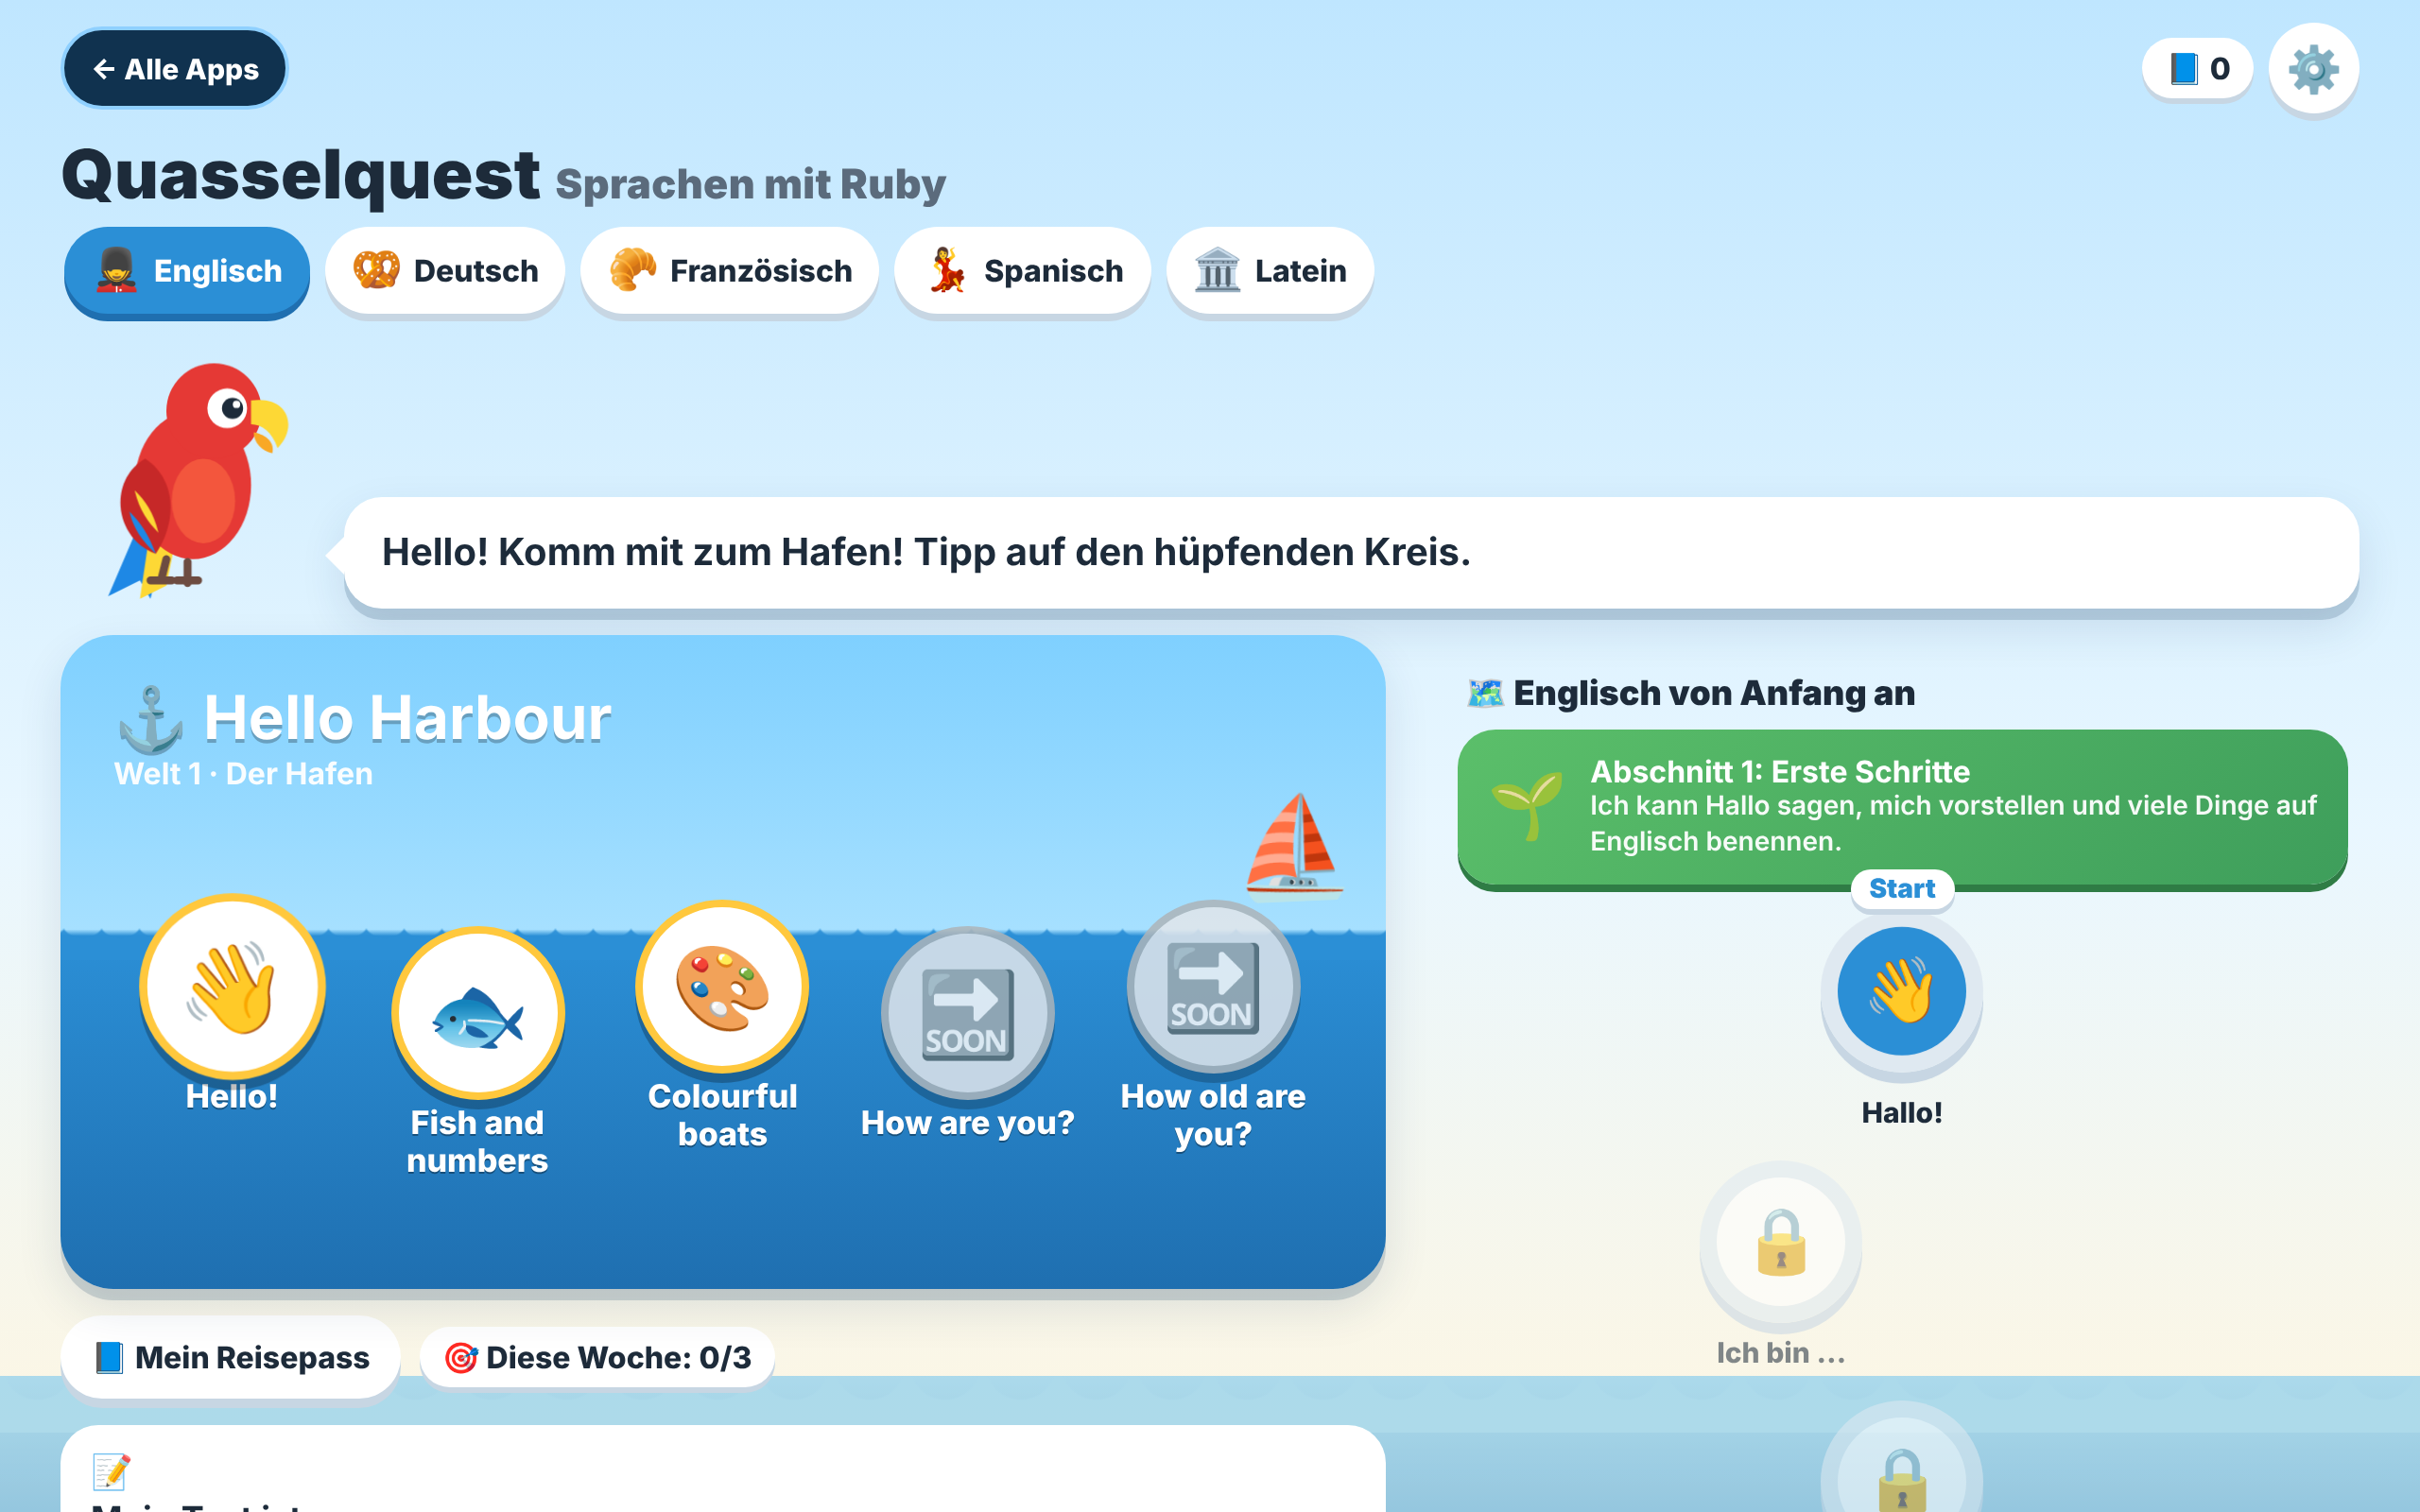 ← Alle Apps
0
Quasselquest Sprachen mit Ruby
Englisch
Deutsch
Französisch
Spanisch
Latein
Hello! Komm mit zum Hafen! Tipp auf den hüpfenden Kreis.
Hello Harbour
Welt 1 · Der Hafen
Hello!
Fish and
numbers
Colourful
boats
SOON
How are you?
SOON
How old are
you?
Mein Reisepass
Diese Woche: 0/3
Englisch von Anfang an
Abschnitt 1: Erste Schritte
Ich kann Hallo sagen, mich vorstellen und viele Dinge auf
Englisch benennen.
Start
Hallo!
Ich bin ...